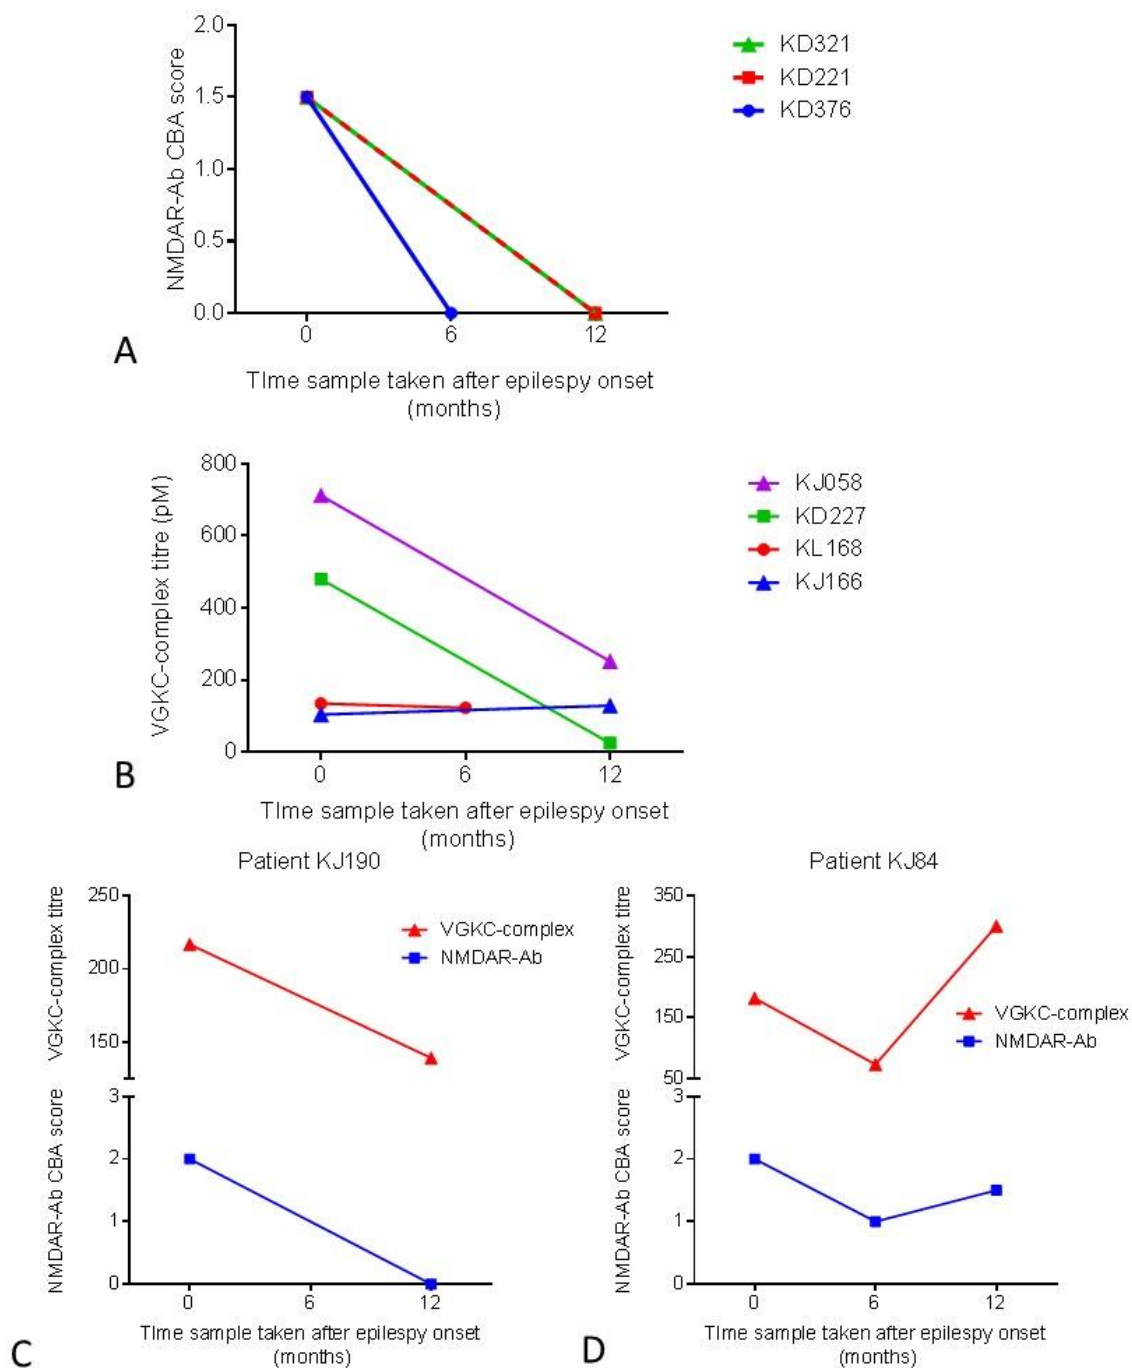 2.0
1.5
1.0
0.5
0.0
NMDAR-Ab CBA score
KD321
KD221
KD376
0 6 12
A
TIme sample taken after epilespy onset
(months)
800
600
400
200
0
VGKC-complex titre (pM)
KJ058
KD227
KL168
KJ166
0 6 12
B
TIme sample taken after epilespy onset
(months)
Patient KJ190
250
200
150
VGKC-complex titre
VGKC-complex
NMDAR-Ab
3
2
1
0
NMDAR-Ab CBA score
0 6 12
TIme sample taken after epilespy onset
(months)
C
Patient KJ84
350
250
150
50
VGKC-complex titre
VGKC-complex
NMDAR-Ab
3
2
1
0
NMDAR-Ab CBA score
0 6 12
TIme sample taken after epilespy onset
(months)
D